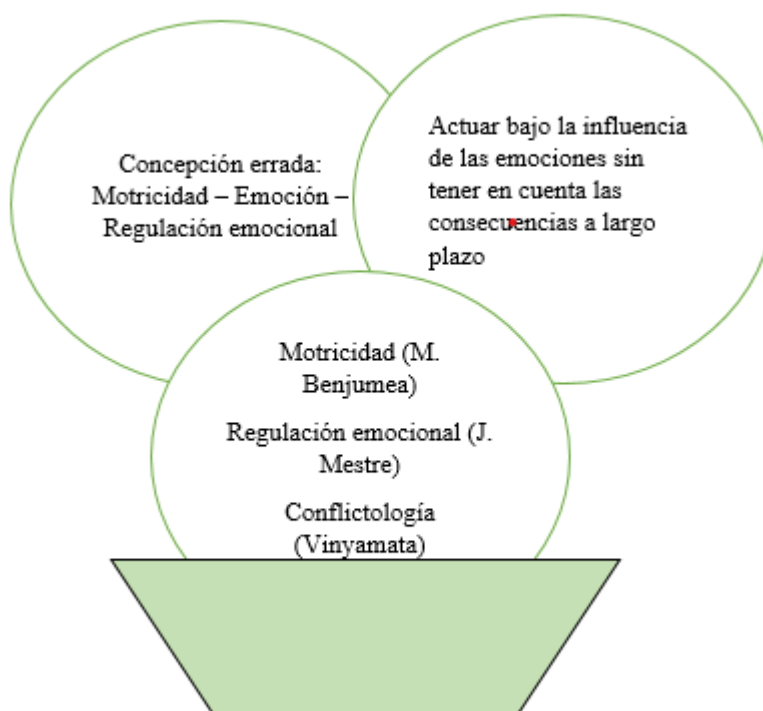 Concepción errada:
Motricidad – Emoción –
Regulación emocional
Actuar bajo la influencia
de las emociones sin
tener en cuenta las
consecuencias a largo
plazo
Motricidad (M.
Benjumea)
Regulación emocional (J.
Mestre)
Conflictología
(Vinyamata)